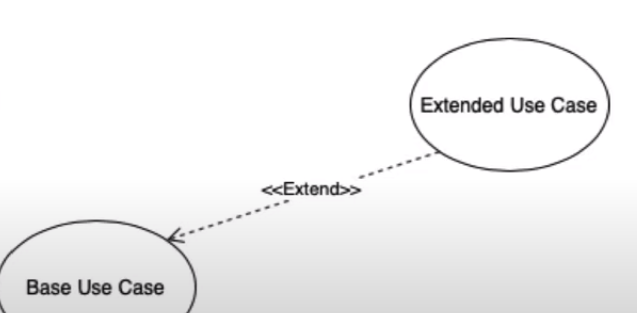 Extended Use Case
<<Extend>>
Base Use Case